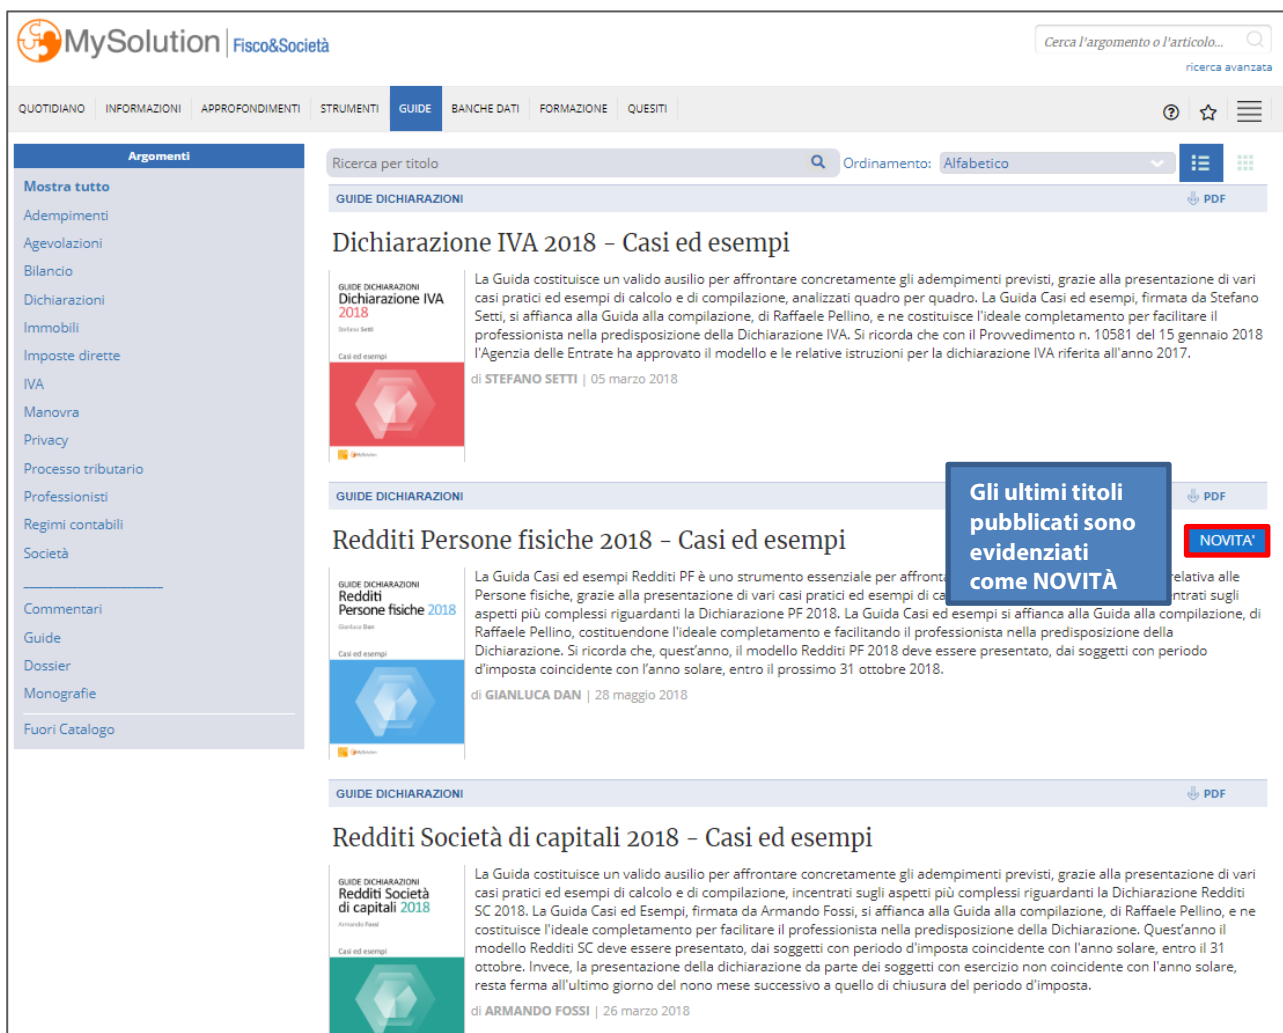 MySolution | Fisco&Società
Cerca l'argomento o l'articolo...
ricerca avanzata
QUOTIDIANO INFORMAZIONI APPROFONDIMENTI STRUMENTI GUIDE BANCHE DATI FORMAZIONE QUESITI
Argomenti
Mostra tutto
Adempimenti
Agevolazioni
Bilancio
Dichiarazioni
Immobili
Imposte dirette
IVA
Manovra
Privacy
Processo tributario
Professionisti
Regimi contabili
Società
Commentari
Guide
Dossier
Monografie
Fuori Catalogo
Ricerca per titolo
Ordinamento: Alfabetico
GUIDE DICHIARAZIONI PDF
Dichiarazione IVA 2018 - Casi ed esempi
GUIDE DICHIARAZIONI
Dichiarazione IVA
2018
Stefano Setti
Casi ed esempi
MySolution
La Guida costituisce un valido ausilio per affrontare concretamente gli adempimenti previsti, grazie alla presentazione di vari
casi pratici ed esempi di calcolo e di compilazione, analizzati quadro per quadro. La Guida Casi ed esempi, firmata da Stefano
Setti, si affianca alla Guida alla compilazione, di Raffaele Pellino, e ne costituisce l'ideale completamento per facilitare il
professionista nella predisposizione della Dichiarazione IVA. Si ricorda che con il Provvedimento n. 10581 del 15 gennaio 2018
l'Agenzia delle Entrate ha approvato il modello e le relative istruzioni per la dichiarazione IVA riferita all'anno 2017.
di STEFANO SETTI | 05 marzo 2018
GUIDE DICHIARAZIONI PDF
Gli ultimi titoli
pubblicati sono
evidenziati
come NOVITÀ
Redditi Persone fisiche 2018 - Casi ed esempi
NOVITA'
GUIDE DICHIARAZIONI
Redditi
Persone fisiche 2018
Gianluca Dan
Casi ed esempi
MySolution
La Guida Casi ed esempi Redditi PF è uno strumento essenziale per affronta relativa alle
Persone fisiche, grazie alla presentazione di vari casi pratici ed esempi di ca entrati sugli
aspetti più complessi riguardanti la Dichiarazione PF 2018. La Guida Casi ed esempi si affianca alla Guida alla compilazione, di
Raffaele Pellino, costituendone l'ideale completamento e facilitando il professionista nella predisposizione della
Dichiarazione. Si ricorda che, quest'anno, il modello Redditi PF 2018 deve essere presentato, dai soggetti con periodo
d'imposta coincidente con l'anno solare, entro il prossimo 31 ottobre 2018.
di GIANLUCA DAN | 28 maggio 2018
GUIDE DICHIARAZIONI PDF
Redditi Società di capitali 2018 - Casi ed esempi
GUIDE DICHIARAZIONI
Redditi Società
di capitali 2018
Armando Fossi
Casi ed esempi
La Guida costituisce un valido ausilio per affrontare concretamente gli adempimenti previsti, grazie alla presentazione di vari
casi pratici ed esempi di calcolo e di compilazione, incentrati sugli aspetti più complessi riguardanti la Dichiarazione Redditi
SC 2018. La Guida Casi ed Esempi, firmata da Armando Fossi, si affianca alla Guida alla compilazione, di Raffaele Pellino, e ne
costituisce l'ideale completamento per facilitare il professionista nella predisposizione della Dichiarazione. Quest'anno il
modello Redditi SC deve essere presentato, dai soggetti con periodo d'imposta coincidente con l'anno solare, entro il 31
ottobre. Invece, la presentazione della dichiarazione da parte dei soggetti con esercizio non coincidente con l'anno solare,
resta ferma all'ultimo giorno del nono mese successivo a quello di chiusura del periodo d'imposta.
di ARMANDO FOSSI | 26 marzo 2018